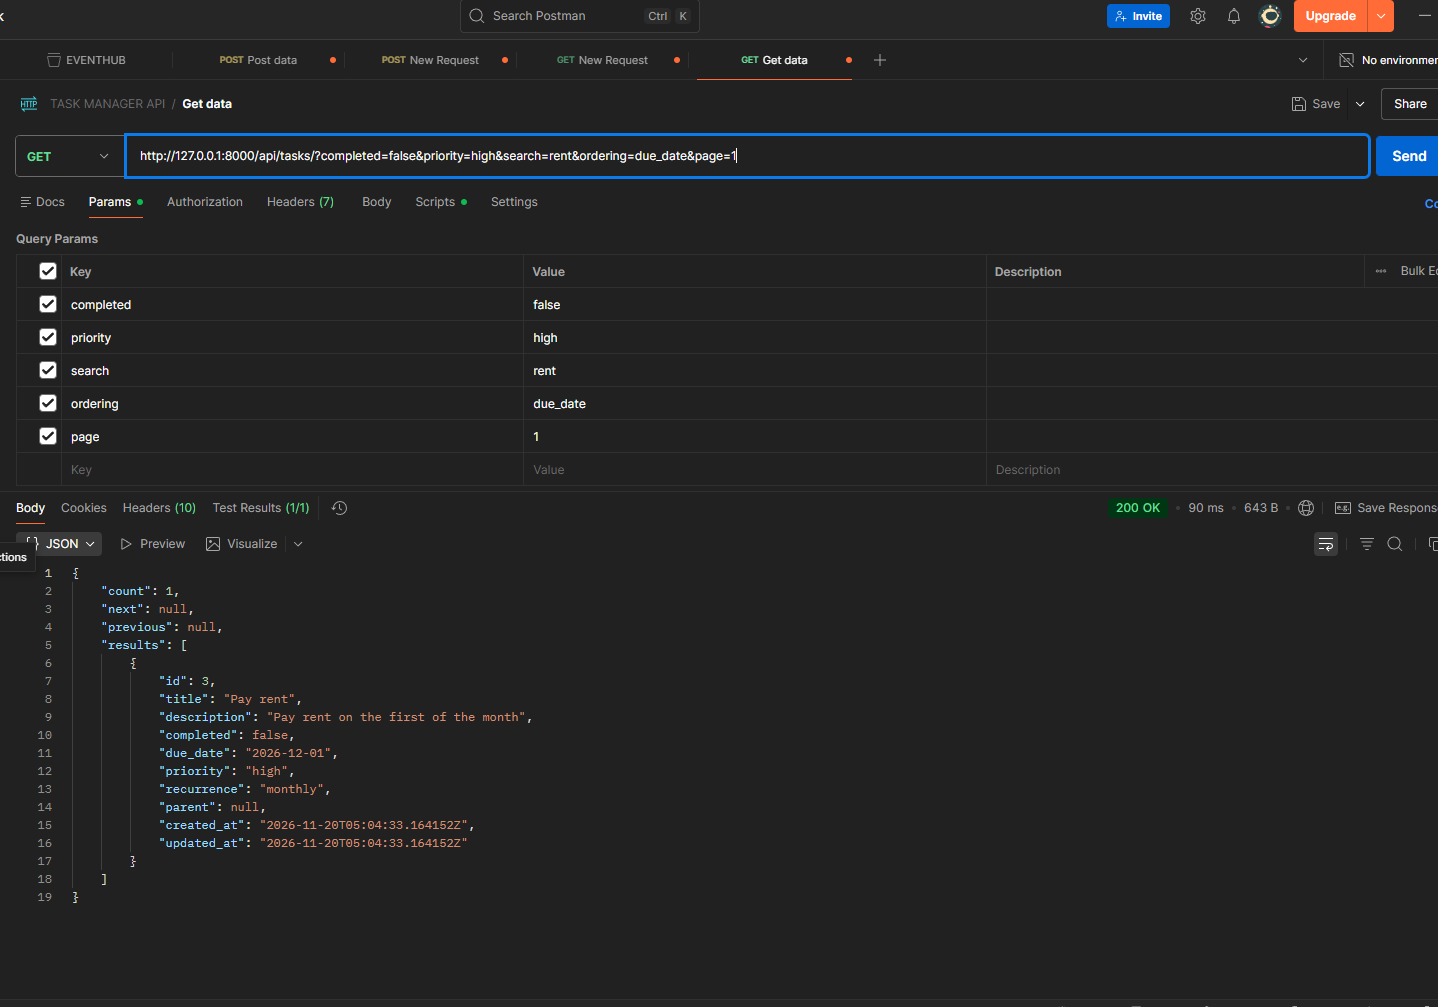 Search Postman Ctrl K Invite Upgrade
EVENTHUB POST Post data POST New Request GET New Request GET Get data No environmen
HTTP TASK MANAGER API / Get data Save Share
GET http://127.0.0.1:8000/api/tasks/?completed=false&priority=high&search=rent&ordering=due_date&page=1 Send
Docs Params Authorization Headers (7) Body Scripts Settings Co
Query Params
Key Value Description Bulk Ed
completed false
priority high
search rent
ordering due_date
page 1
Key Value Description
Body Cookies Headers (10) Test Results (1/1) 200 OK 90 ms 643 B e.g. Save Respons
{} JSON Preview Visualize
ctions
1 {
2 "count": 1,
3 "next": null,
4 "previous": null,
5 "results": [
6 {
7 "id": 3,
8 "title": "Pay rent",
9 "description": "Pay rent on the first of the month",
10 "completed": false,
11 "due_date": "2026-12-01",
12 "priority": "high",
13 "recurrence": "monthly",
14 "parent": null,
15 "created_at": "2026-11-20T05:04:33.164152Z",
16 "updated_at": "2026-11-20T05:04:33.164152Z"
17 }
18 ]
19 }